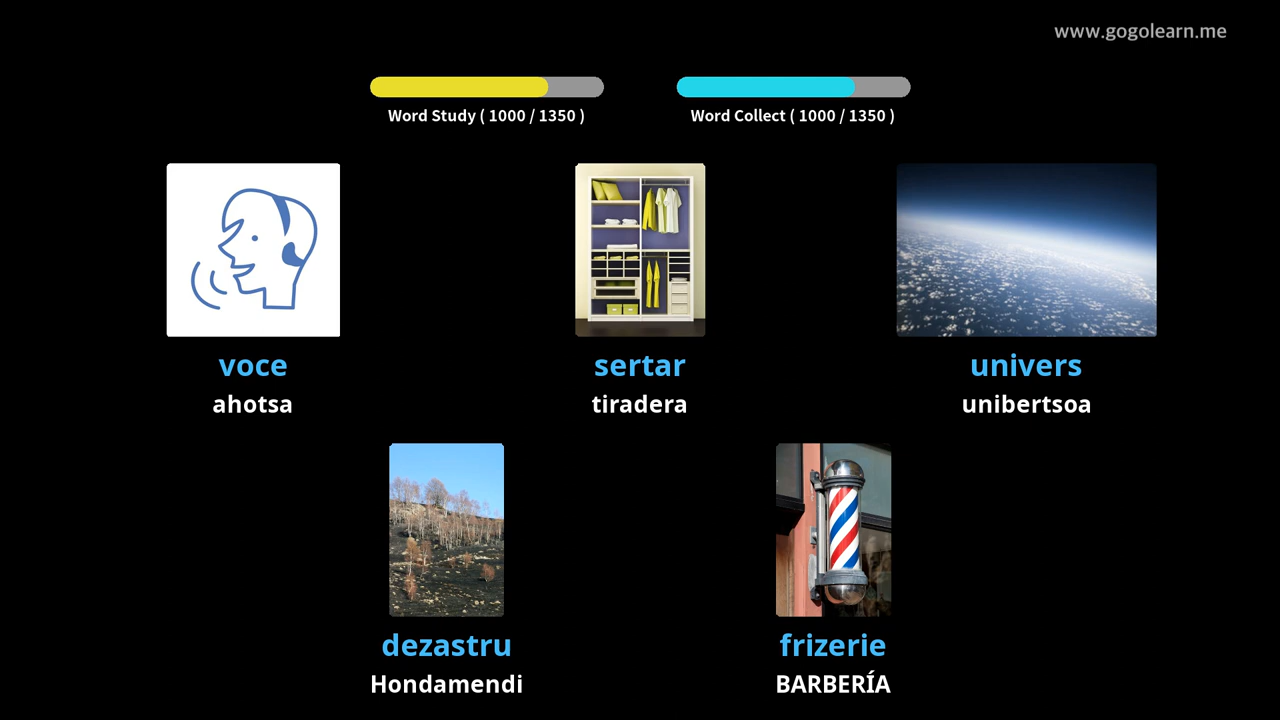 www.gogolearn.me
Word Study ( 1000 / 1350 )
Word Collect ( 1000 / 1350 )
voce
ahotsa
sertar
tiradera
univers
unibertsoa
dezastru
Hondamendi
frizerie
BARBERÍA